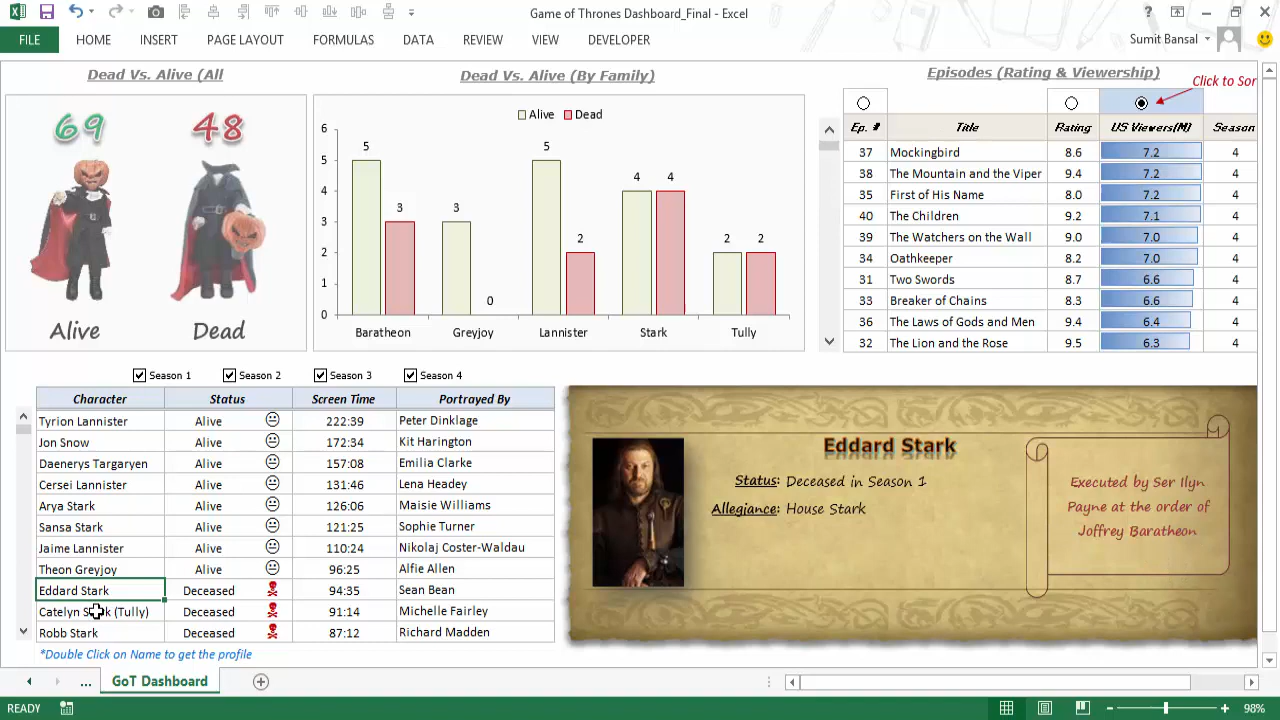 Game of Thrones Dashboard_Final - Excel
FILE
HOME
INSERT
PAGE LAYOUT
FORMULAS
DATA
REVIEW
VIEW
DEVELOPER
Sumit Bansal
Dead Vs. Alive (All
Dead Vs. Alive (By Family)
Episodes (Rating & Viewership)
Click to Sor
69
48
Alive
Dead
Alive
Dead
6
5
4
3
2
1
0
5
3
3
0
5
2
4
4
2
2
Baratheon
Greyjoy
Lannister
Stark
Tully
Ep. # Title Rating US Viewers(M) Season
37 Mockingbird 8.6 7.2 4
38 The Mountain and the Viper 9.4 7.2 4
35 First of His Name 8.0 7.2 4
40 The Children 9.2 7.1 4
39 The Watchers on the Wall 9.0 7.0 4
34 Oathkeeper 8.2 7.0 4
31 Two Swords 8.7 6.6 4
33 Breaker of Chains 8.3 6.6 4
36 The Laws of Gods and Men 9.4 6.4 4
32 The Lion and the Rose 9.5 6.3 4
Season 1
Season 2
Season 3
Season 4
Character Status Screen Time Portrayed By
Tyrion Lannister Alive 222:39 Peter Dinklage
Jon Snow Alive 172:34 Kit Harington
Daenerys Targaryen Alive 157:08 Emilia Clarke
Cersei Lannister Alive 131:46 Lena Headey
Arya Stark Alive 126:06 Maisie Williams
Sansa Stark Alive 121:25 Sophie Turner
Jaime Lannister Alive 110:24 Nikolaj Coster-Waldau
Theon Greyjoy Alive 96:25 Alfie Allen
Eddard Stark Deceased 94:35 Sean Bean
Catelyn Stark (Tully) Deceased 91:14 Michelle Fairley
Robb Stark Deceased 87:12 Richard Madden
*Double Click on Name to get the profile
Eddard Stark
Status: Deceased in Season 1
Allegiance: House Stark
Executed by Ser Ilyn
Payne at the order of
Joffrey Baratheon
...
GoT Dashboard
READY
98%